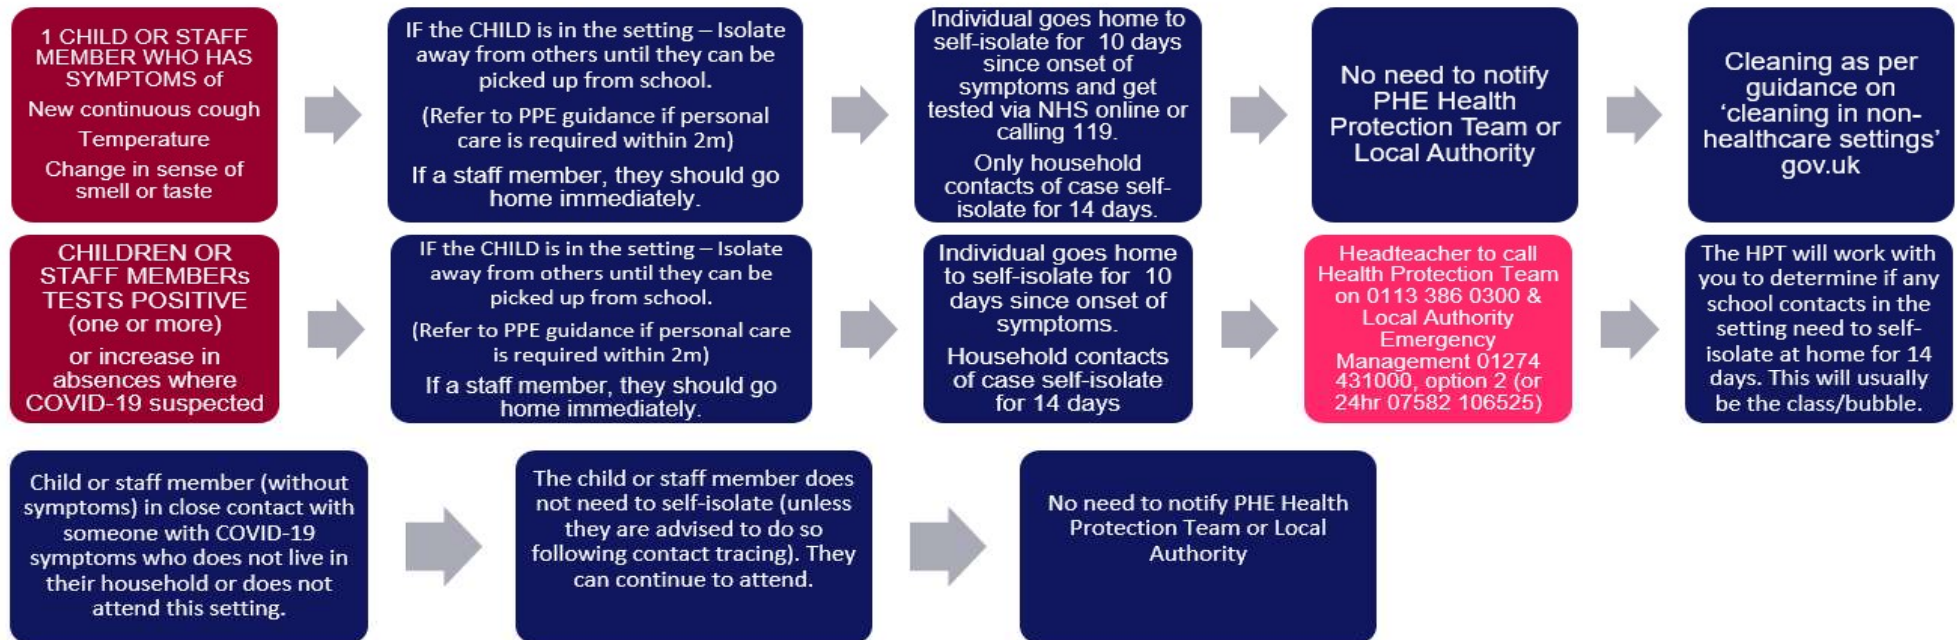 1 CHILD OR STAFF
MEMBER WHO HAS
SYMPTOMS of
New continuous cough
Temperature
Change in sense of
smell or taste
IF the CHILD is in the setting – Isolate
away from others until they can be
picked up from school.
(Refer to PPE guidance if personal
care is required within 2m)
If a staff member, they should go
home immediately.
Individual goes home to
self-isolate for 10 days
since onset of
symptoms and get
tested via NHS online or
calling 119.
Only household
contacts of case self-
isolate for 14 days.
No need to notify
PHE Health
Protection Team or
Local Authority
Cleaning as per
guidance on
‘cleaning in non-
healthcare settings’
gov.uk
CHILDREN OR
STAFF MEMBERs
TESTS POSITIVE
(one or more)
or increase in
absences where
COVID-19 suspected
IF the CHILD is in the setting – Isolate
away from others until they can be
picked up from school.
(Refer to PPE guidance if personal care
is required within 2m)
If a staff member, they should go
home immediately.
Individual goes home
to self-isolate for 10
days since onset of
symptoms.
Household contacts
of case self-isolate
for 14 days
Headteacher to call
Health Protection Team
on 0113 386 0300 &
Local Authority
Emergency
Management 01274
431000, option 2 (or
24hr 07582 106525)
The HPT will work with
you to determine if any
school contacts in the
setting need to self-
isolate at home for 14
days. This will usually
be the class/bubble.
Child or staff member (without
symptoms) in close contact with
someone with COVID-19
symptoms who does not live in
their household or does not
attend this setting.
The child or staff member does
not need to self-isolate (unless
they are advised to do so
following contact tracing). They
can continue to attend.
No need to notify PHE Health
Protection Team or Local
Authority